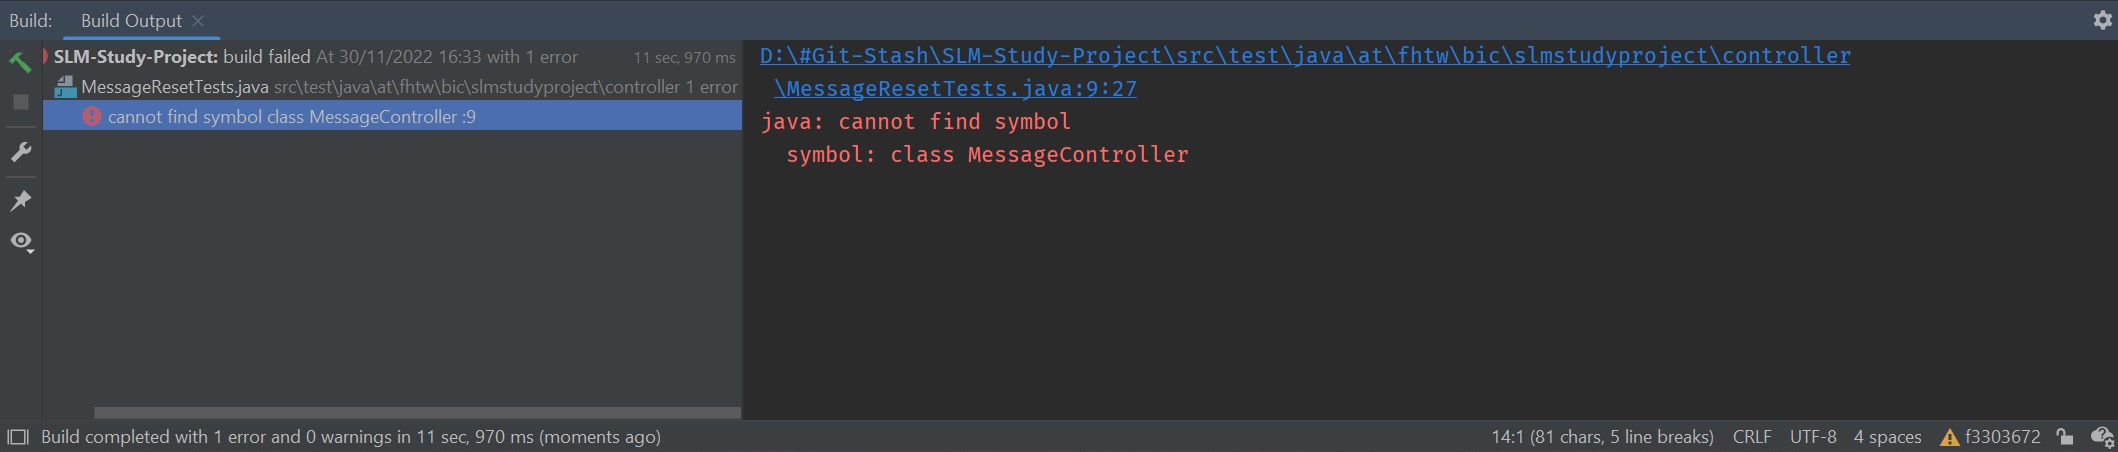 Build: Build Output
SLM-Study-Project: build failed At 30/11/2022 16:33 with 1 error 11 sec, 970 ms
MessageResetTests.java src\test\java\at\fhtw\bic\slmstudyproject\controller 1 error
cannot find symbol class MessageController :9
D:\#Git-Stash\SLM-Study-Project\src\test\java\at\fhtw\bic\slmstudyproject\controller
\MessageResetTests.java:9:27
java: cannot find symbol
symbol: class MessageController
Build completed with 1 error and 0 warnings in 11 sec, 970 ms (moments ago) 14:1 (81 chars, 5 line breaks) CRLF UTF-8 4 spaces f3303672